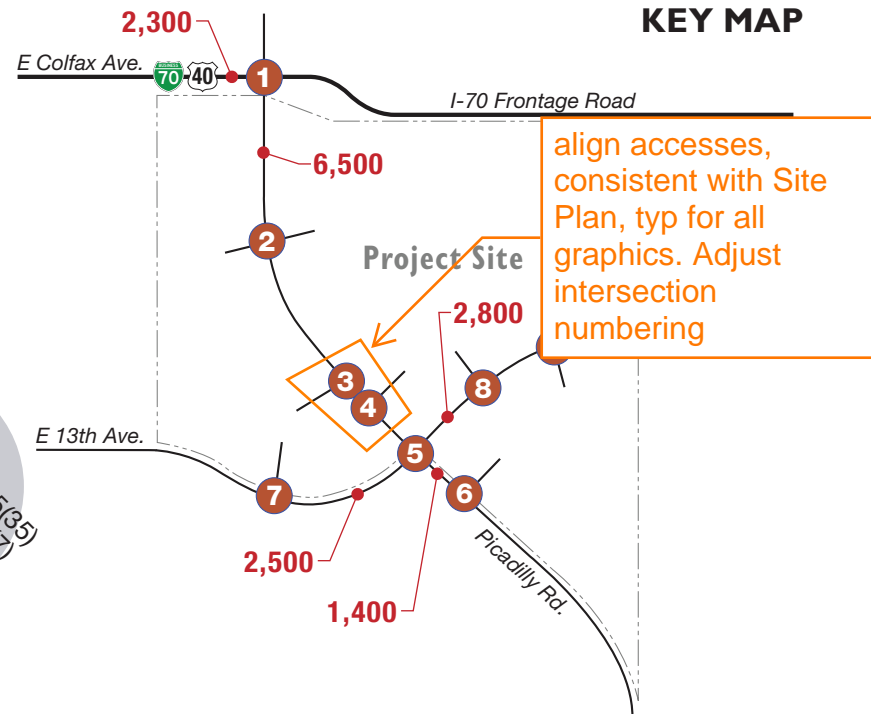 KEY MAP
2,300
E Colfax Ave.
70
40
1
I-70 Frontage Road
align accesses,
consistent with Site
Plan, typ for all
graphics. Adjust
intersection
numbering
6,500
2
Project Site
2,800
3
8
4
E 13th Ave.
5
7
6
5(35)
2,500
Picadilly Rd.
1,400